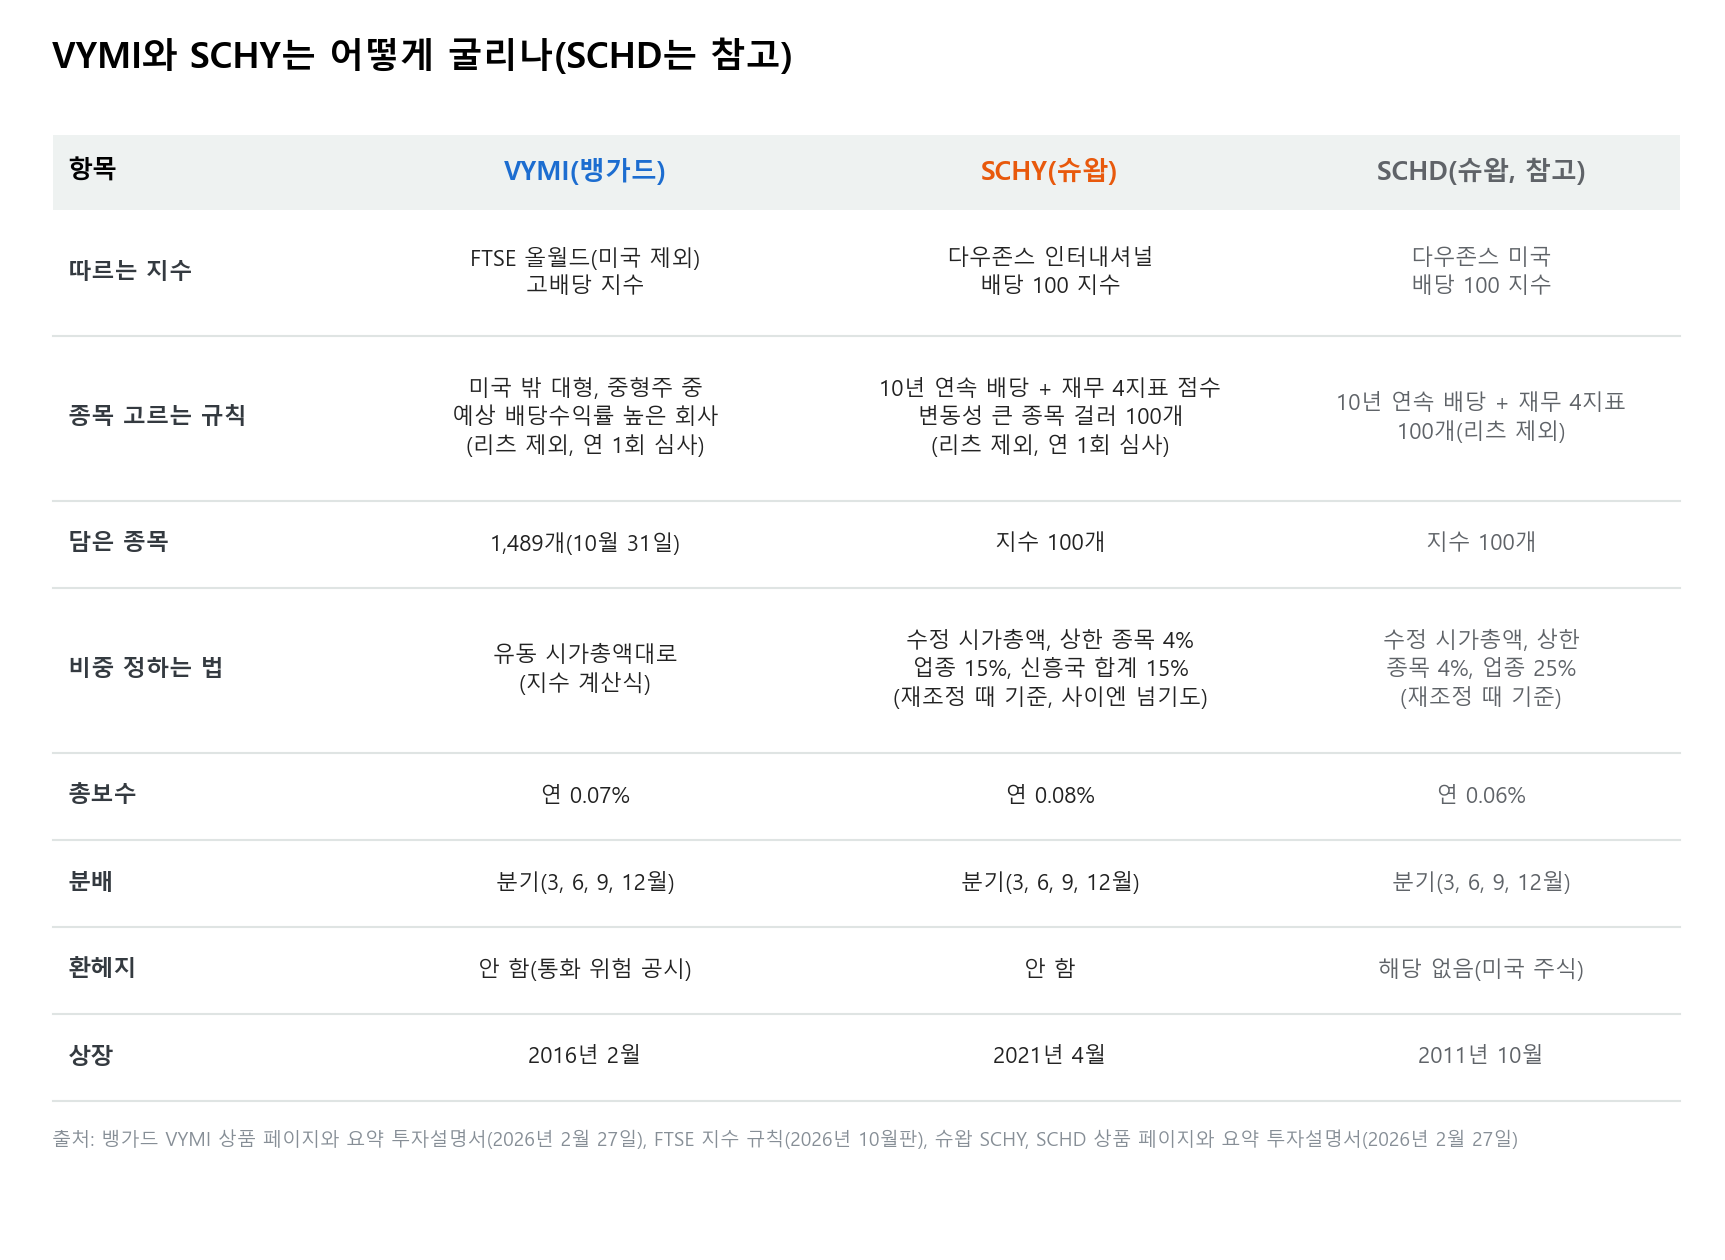 VYMI와 SCHY는 어떻게 굴리나(SCHD는 참고)
항목
VYMI(뱅가드)
SCHY(슈왑)
SCHD(슈왑, 참고)
따르는 지수
FTSE 올월드(미국 제외)
고배당 지수
다우존스 인터내셔널
배당 100 지수
다우존스 미국
배당 100 지수
종목 고르는 규칙
미국 밖 대형, 중형주 중
예상 배당수익률 높은 회사
(리츠 제외, 연 1회 심사)
10년 연속 배당 + 재무 4지표 점수
변동성 큰 종목 걸러 100개
(리츠 제외, 연 1회 심사)
10년 연속 배당 + 재무 4지표
100개(리츠 제외)
담은 종목
1,489개(10월 31일)
지수 100개
지수 100개
비중 정하는 법
유동 시가총액대로
(지수 계산식)
수정 시가총액, 상한 종목 4%
업종 15%, 신흥국 합계 15%
(재조정 때 기준, 사이엔 넘기도)
수정 시가총액, 상한
종목 4%, 업종 25%
(재조정 때 기준)
총보수
연 0.07%
연 0.08%
연 0.06%
분배
분기(3, 6, 9, 12월)
분기(3, 6, 9, 12월)
분기(3, 6, 9, 12월)
환헤지
안 함(통화 위험 공시)
안 함
해당 없음(미국 주식)
상장
2016년 2월
2021년 4월
2011년 10월
출처: 뱅가드 VYMI 상품 페이지와 요약 투자설명서(2026년 2월 27일), FTSE 지수 규칙(2026년 10월판), 슈왑 SCHY, SCHD 상품 페이지와 요약 투자설명서(2026년 2월 27일)